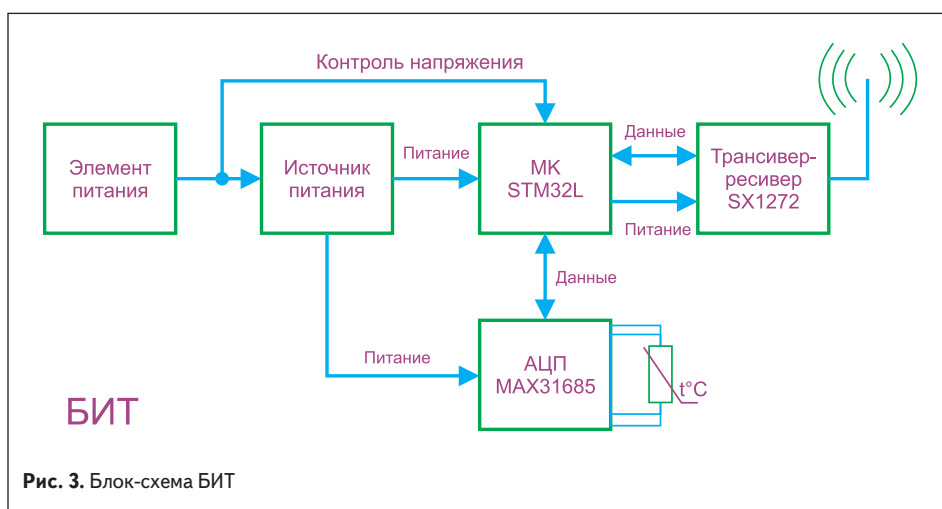 Контроль напряжения
Элемент
питания
Источник
питания
Питание
МК
STM32L
Данные
Питание
Трансивер-
ресивер
SX1272
Данные
Питание
АЦП
MAX31685
t°C
БИТ
Рис. 3. Блок-схема БИТ